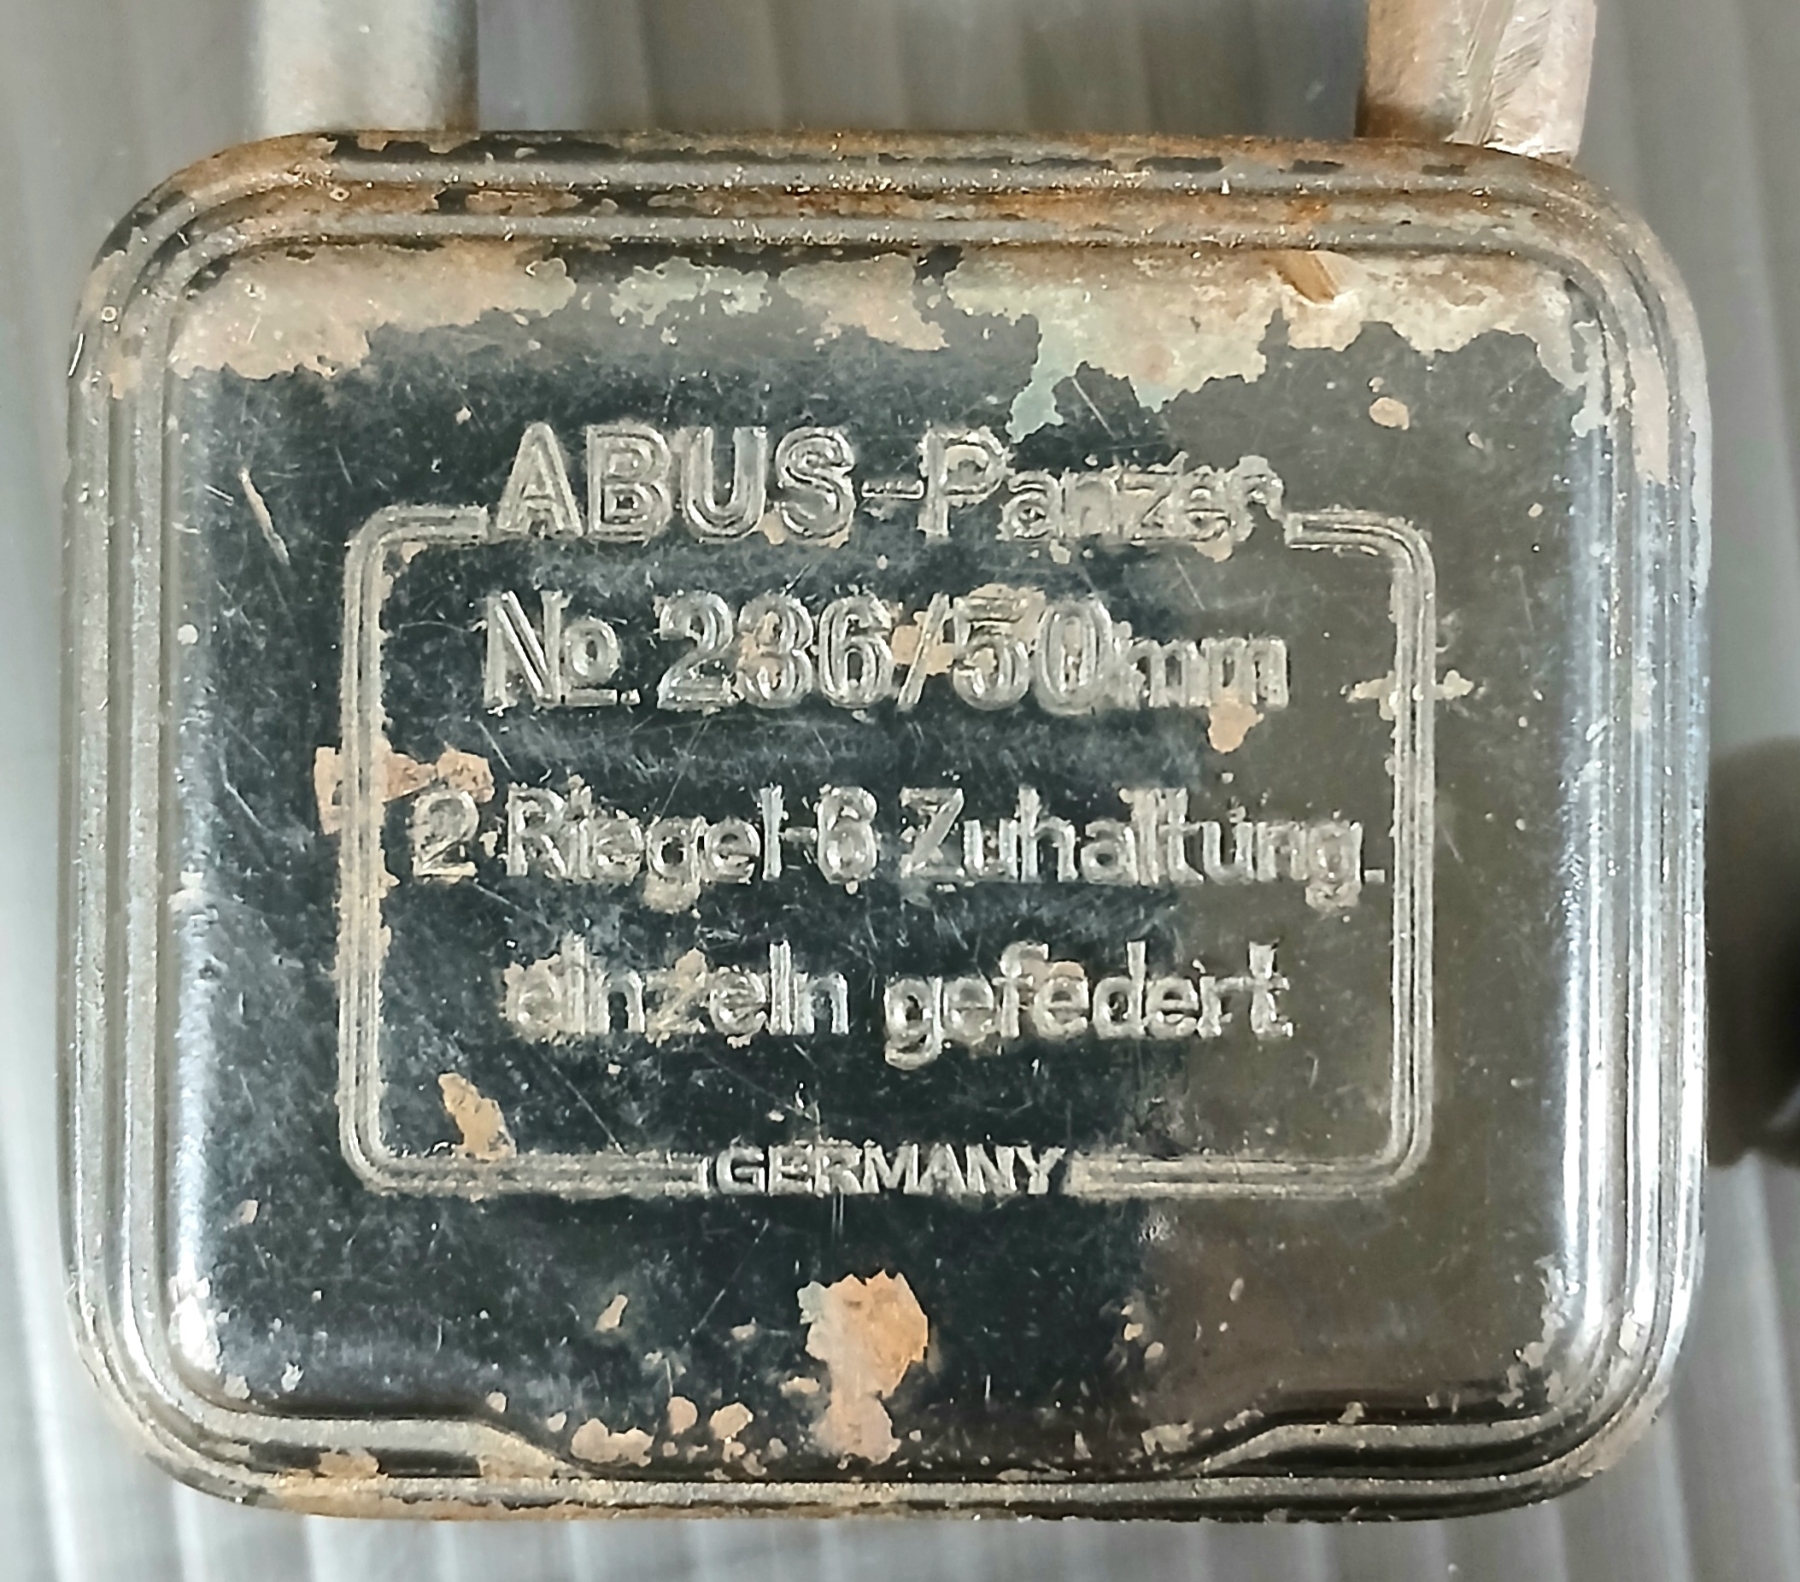 ABUS-Panzer
No. 236/50mm
2 Riegel-6 Zuhaltung.
einzeln gefedert
GERMANY